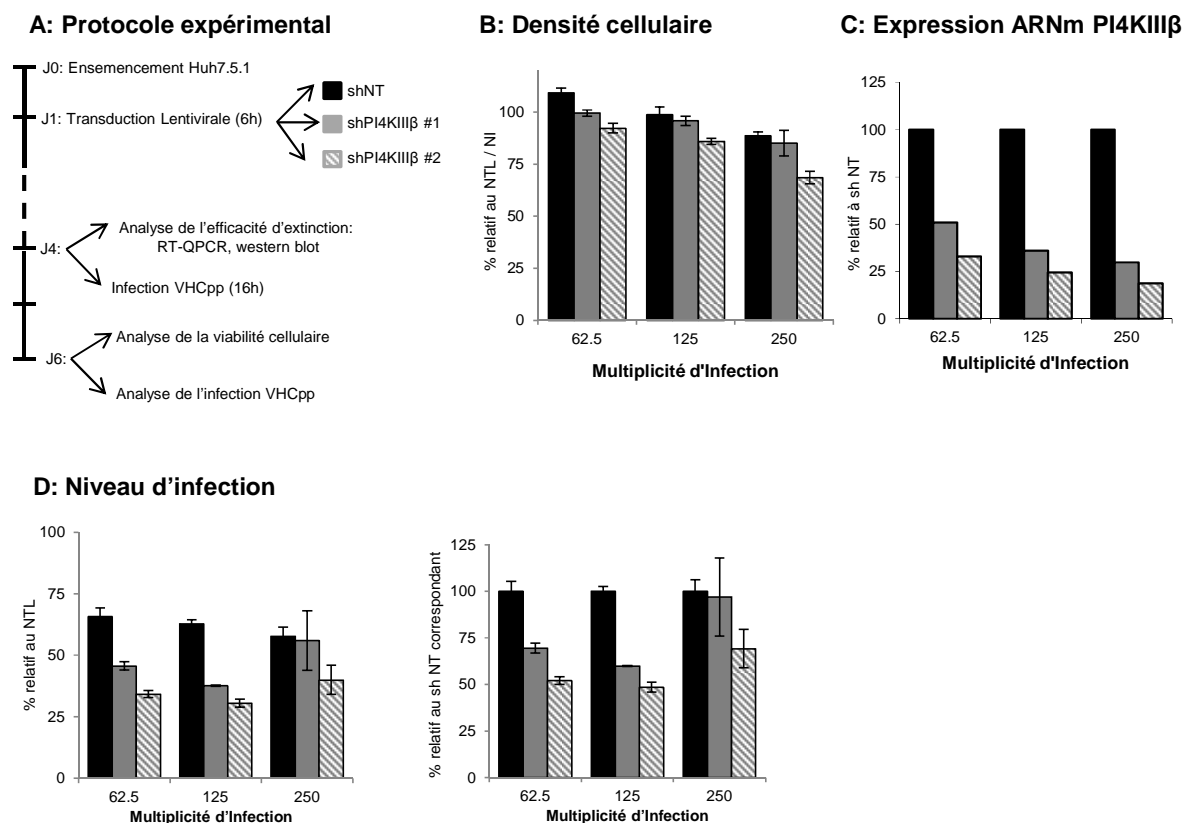 A: Protocole expérimental
J0: Ensemencement Huh7.5.1
J1: Transduction Lentivirale (6h)
shNT
shPI4KIIIβ #1
shPI4KIIIβ #2
J4:
Analyse de l'efficacité d'extinction:
RT-QPCR, western blot
Infection VHCpp (16h)
J6:
Analyse de la viabilité cellulaire
Analyse de l'infection VHCpp
B: Densité cellulaire
% relatif au NTL / NI
100
75
50
25
0
62.5 125 250
Multiplicité d'Infection
C: Expression ARNm PI4KIIIβ
% relatif à sh NT
125
100
75
50
25
0
62.5 125 250
Multiplicité d'Infection
D: Niveau d'infection
% relatif au NTL
100
75
50
25
0
62.5 125 250
Multiplicité d'Infection
% relatif au sh NT correspondant
125
100
75
50
25
0
62.5 125 250
Multiplicité d'Infection